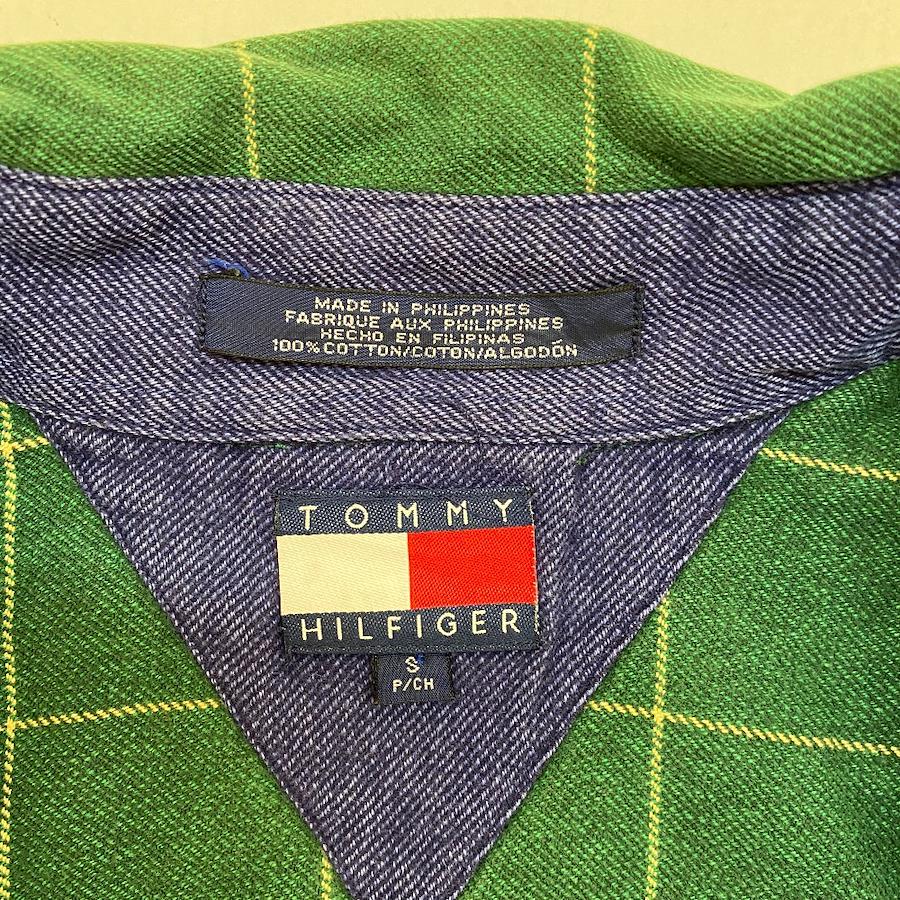 MADE IN PHILIPPINES
FABRIQUE AUX PHILIPPINES
HECHO EN FILIPINAS
100% COTTON/COTON/ALGODÓN
TOMMY
HILFIGER
S
P/CH